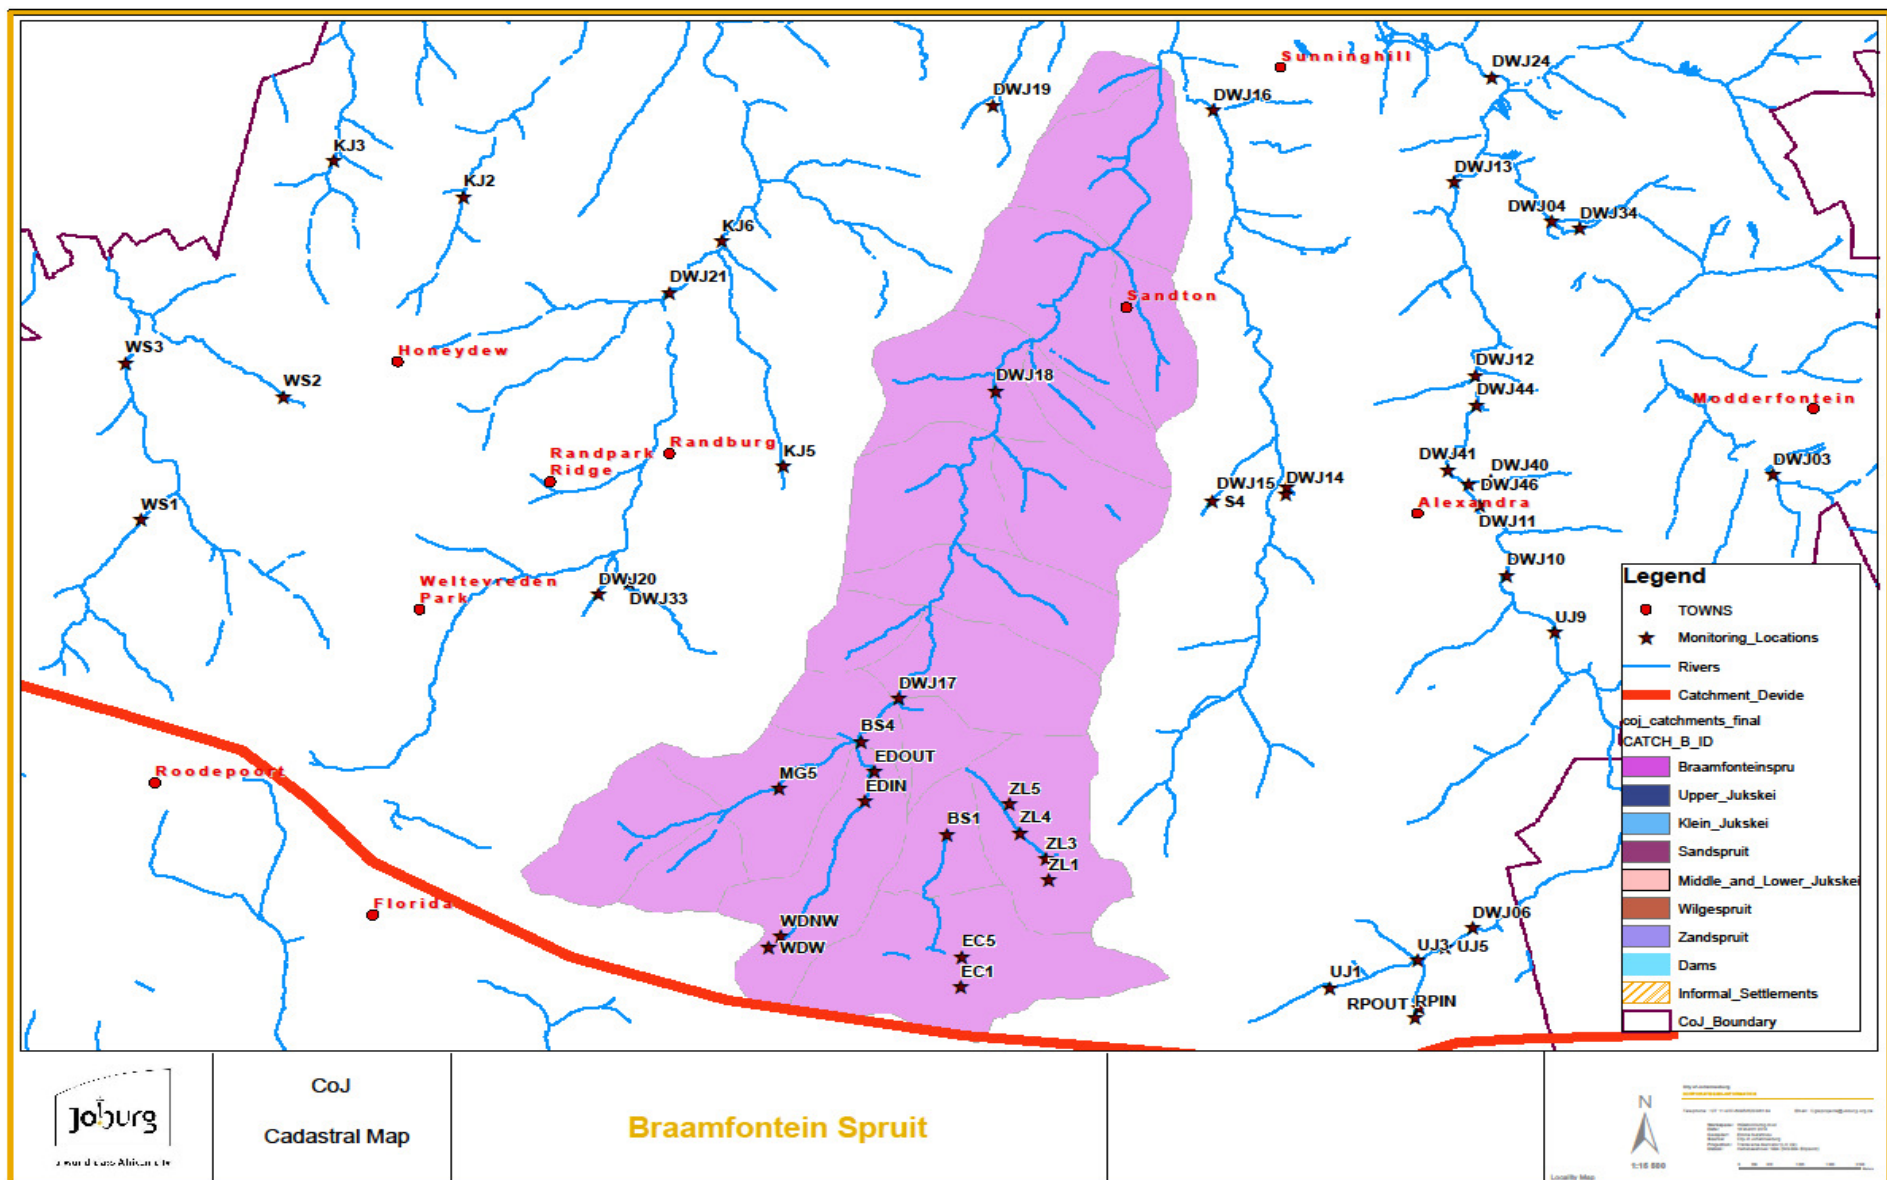 Sunninghill
DWJ24
DWJ19
DWJ16
KJ3
KJ2
DWJ13
DWJ04
DWJ34
KJ6
DWJ21
Sandton
WS3
Honeydew
WS2
DWJ18
DWJ12
DWJ44
Modderfontein
Randburg
Randpark
Ridge
KJ5
DWJ41
DWJ40
DWJ03
DWJ15
DWJ14
DWJ46
S4
WS1
Alexandra
DWJ11
DWJ10
Weltevreden
Park
DWJ20
DWJ33
UJ9
DWJ17
BS4
EDOUT
Roodepoort
MG5
EDIN
ZL5
BS1
ZL4
ZL3
ZL1
Florida
WDNW
WDW
EC5
EC1
DWJ06
UJ3
UJ5
UJ1
RPOUT
RPIN
Legend
TOWNS
Monitoring_Locations
Rivers
Catchment_Devide
coj_catchments_final
CATCH_B_ID
Braamfonteinspru
Upper_Jukskei
Klein_Jukskei
Sandspruit
Middle_and_Lower_Jukskei
Wilgespruit
Zandspruit
Dams
Informal_Settlements
CoJ_Boundary
Joburg
CoJ
Cadastral Map
Braamfontein Spruit
N
Locality Map